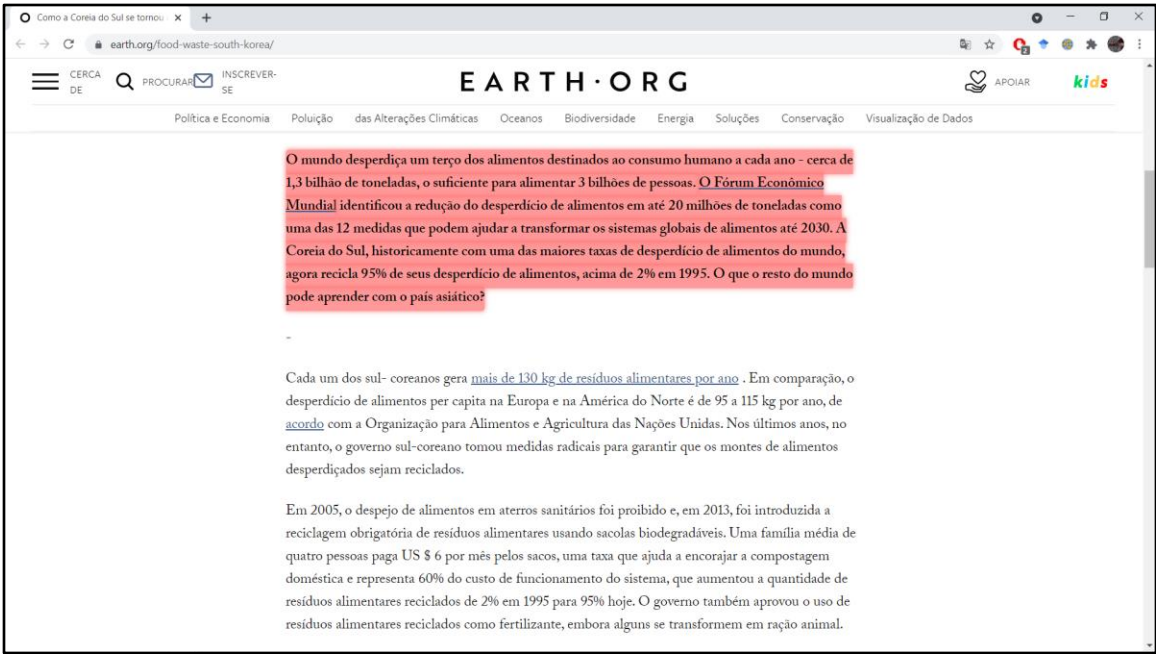 Como a Coreia do Sul se tornou
earth.org/food-waste-south-korea/
2
CERCA DE
PROCURAR
INSCREVER-SE
EARTH·ORG
APOIAR
kids
Política e Economia Poluição das Alterações Climáticas Oceanos Biodiversidade Energia Soluções Conservação Visualização de Dados
O mundo desperdiça um terço dos alimentos destinados ao consumo humano a cada ano - cerca de
1,3 bilhão de toneladas, o suficiente para alimentar 3 bilhões de pessoas. O Fórum Econômico
Mundial identificou a redução do desperdício de alimentos em até 20 milhões de toneladas como
uma das 12 medidas que podem ajudar a transformar os sistemas globais de alimentos até 2030. A
Coreia do Sul, historicamente com uma das maiores taxas de desperdício de alimentos do mundo,
agora recicla 95% de seus desperdício de alimentos, acima de 2% em 1995. O que o resto do mundo
pode aprender com o país asiático?
-
Cada um dos sul- coreanos gera mais de 130 kg de resíduos alimentares por ano . Em comparação, o
desperdício de alimentos per capita na Europa e na América do Norte é de 95 a 115 kg por ano, de
acordo com a Organização para Alimentos e Agricultura das Nações Unidas. Nos últimos anos, no
entanto, o governo sul-coreano tomou medidas radicais para garantir que os montes de alimentos
desperdiçados sejam reciclados.
Em 2005, o despejo de alimentos em aterros sanitários foi proibido e, em 2013, foi introduzida a
reciclagem obrigatória de resíduos alimentares usando sacolas biodegradáveis. Uma família média de
quatro pessoas paga US $ 6 por mês pelos sacos, uma taxa que ajuda a encorajar a compostagem
doméstica e representa 60% do custo de funcionamento do sistema, que aumentou a quantidade de
resíduos alimentares reciclados de 2% em 1995 para 95% hoje. O governo também aprovou o uso de
resíduos alimentares reciclados como fertilizante, embora alguns se transformem em ração animal.